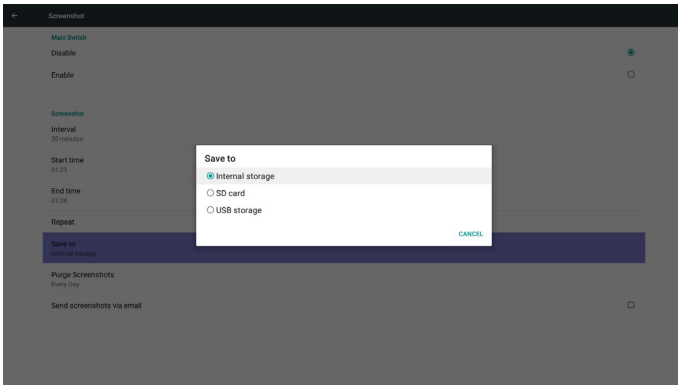 Screenshot
Main Switsh
Disable
Enable
Screenshot
Interval
30 minutes
Start time
01:23
End time
01:24
Repeat
Save to
Internal storage
Purge Screenshots
Every Day
Send screenshots via email
Save to
Internal storage
SD card
USB storage
CANCEL